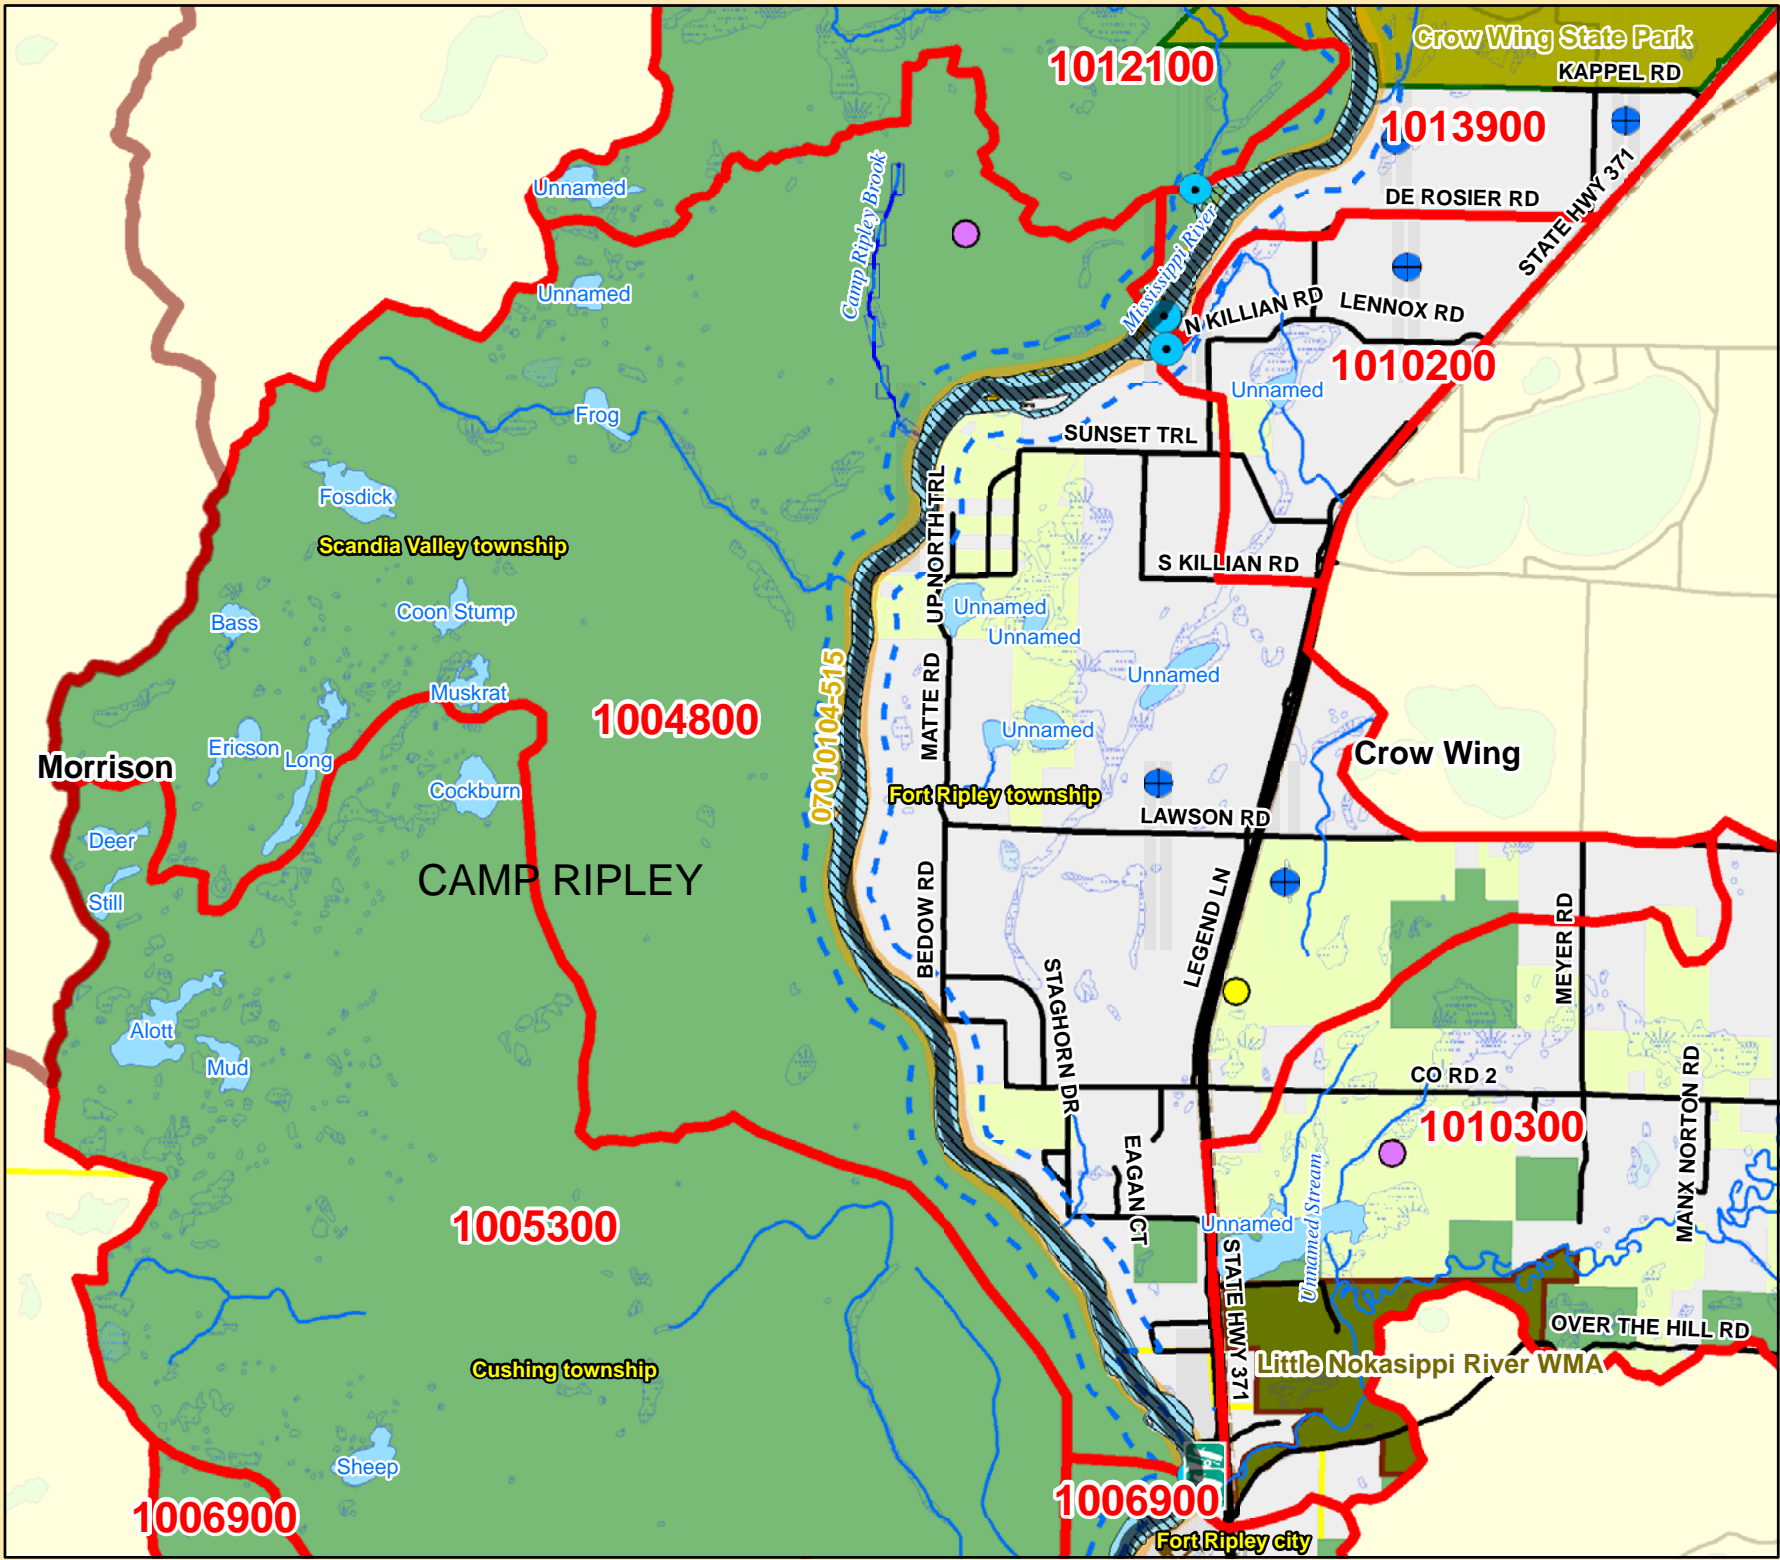 Crow Wing State Park
1012100
KAPPEL RD
1013900
Unnamed
Camp Ripley Brook
DE ROSIER RD
STATE HWY 371
Mississippi River
Unnamed
N KILLIAN RD
LENNOX RD
1010200
Unnamed
Frog
SUNSET TRL
Fosdick
UP NORTH TRL
Scandia Valley township
S KILLIAN RD
Bass
Coon Stump
Unnamed
Unnamed
Unnamed
Muskrat
07010104-515
MATTE RD
1004800
Unnamed
Ericson
Long
Crow Wing
Morrison
Cockburn
Fort Ripley township
LAWSON RD
Deer
CAMP RIPLEY
Still
BEDOW RD
LEGEND LN
MEYER RD
STAGHORN DR
Alott
Mud
CO RD 2
1010300
MANX NORTON RD
EAGAN CT
Unnamed Stream
1005300
Unnamed
STATE HWY 371
OVER THE HILL RD
Little Nokasippi River WMA
Cushing township
Sheep
1006900
1006900
Fort Ripley city